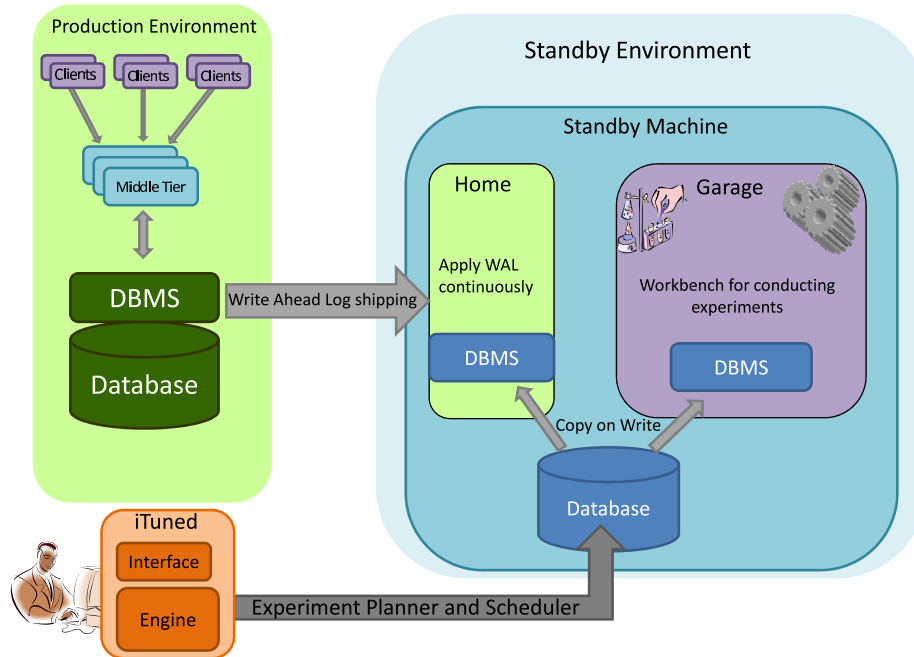 Production Environment
Clients
Clients
Clients
Middle Tier
DBMS
Database
Write Ahead Log shipping
Standby Environment
Standby Machine
Home
Apply WAL
continuously
DBMS
Garage
Workbench for conducting
experiments
DBMS
Copy on Write
Database
iTuned
Interface
Engine
Experiment Planner and Scheduler